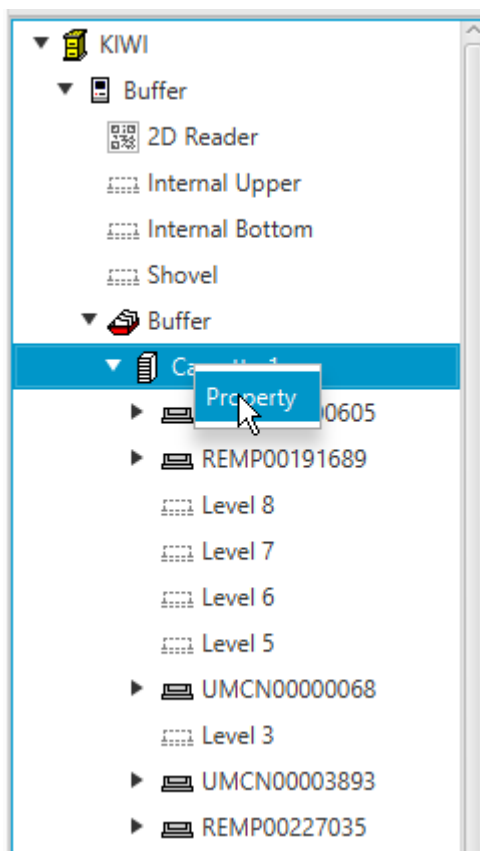 KIWI
Buffer
2D Reader
Internal Upper
Internal Bottom
Shovel
Buffer
Property
0605
REMP00191689
Level 8
Level 7
Level 6
Level 5
UMCN00000068
Level 3
UMCN00003893
REMP00227035